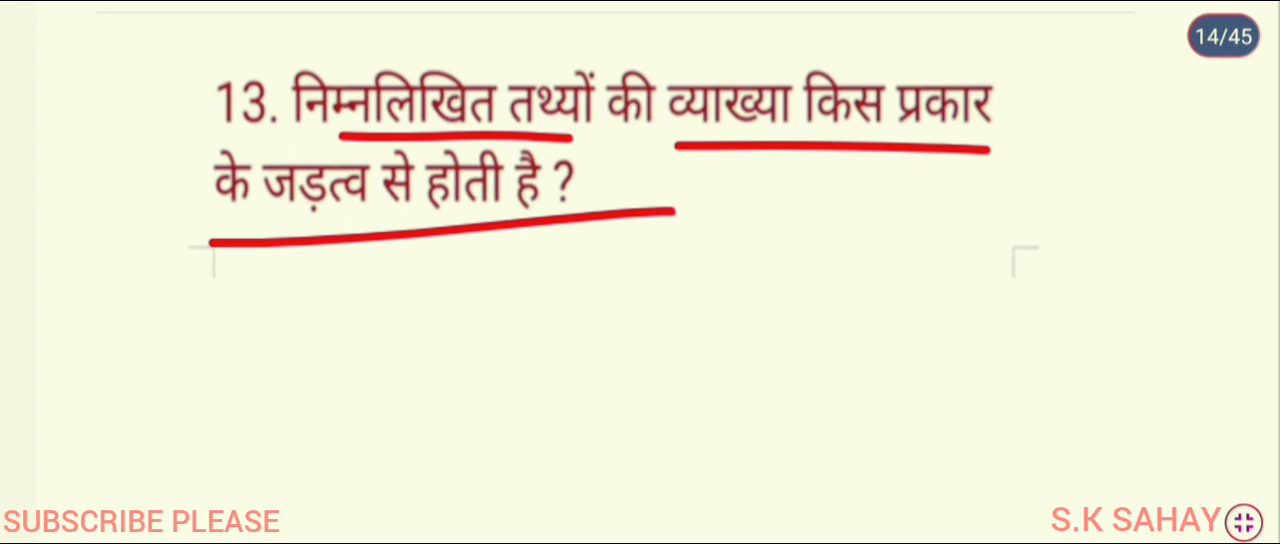 14/45
13. निम्नलिखित तथ्यों की व्याख्या किस प्रकार
के जड़त्व से होती है ?
SUBSCRIBE PLEASE
S.K SAHAY